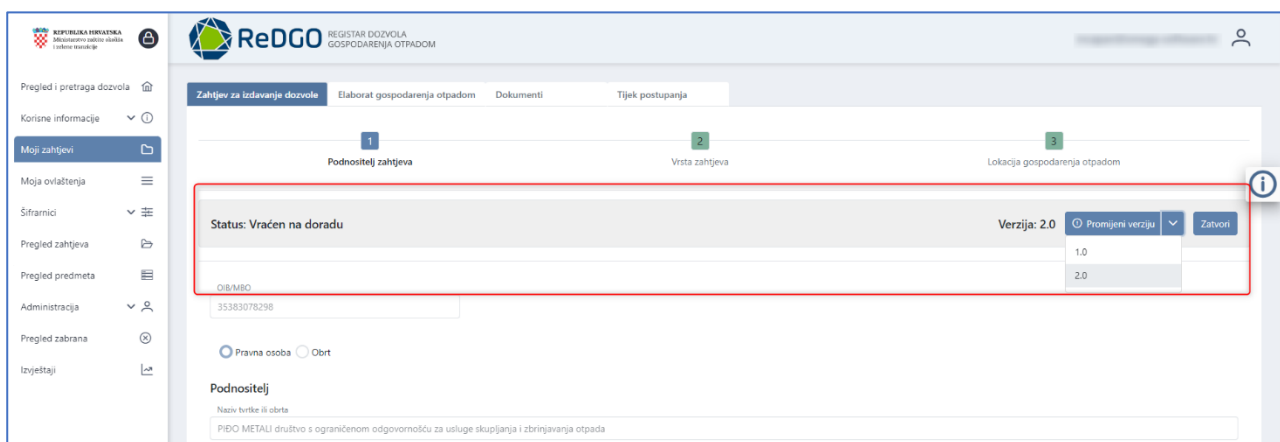 REPUBLIKA HRVATSKA
Ministarstvo zaštite okoliša
i zelene tranzicije
ReDGO
REGISTAR DOZVOLA
GOSPODARENJA OTPADOM
Pregled i pretraga dozvola
Korisne informacije
Moji zahtjevi
Moja ovlaštenja
Šifrarnici
Pregled zahtjeva
Pregled predmeta
Administracija
Pregled zabrana
Izvještaji
Zahtjev za izdavanje dozvole
Elaborat gospodarenja otpadom
Dokumenti
Tijek postupanja
1
Podnositelj zahtjeva
2
Vrsta zahtjeva
3
Lokacija gospodarenja otpadom
Status: Vraćen na doradu
Verzija: 2.0
Promijeni verziju
Zatvori
1.0
2.0
OIB/MBO
35383078298
Pravna osoba
Obrt
Podnositelj
Naziv tvrtke ili obrta
PIĐO METALI društvo s ograničenom odgovornošću za usluge skupljanja i zbrinjavanja otpada